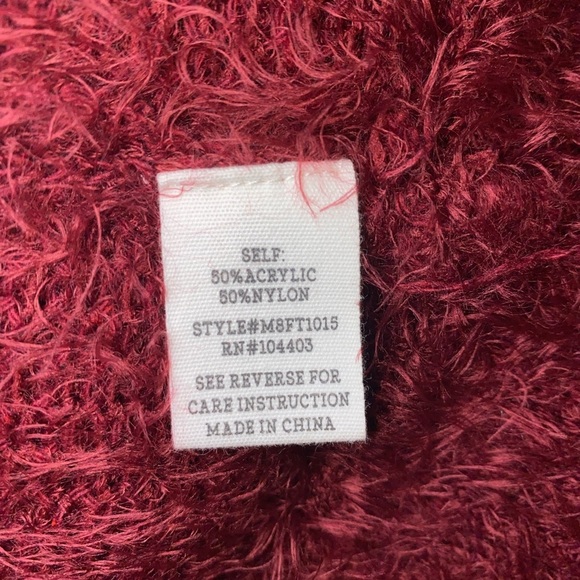 SELF:
50%ACRYLIC
50%NYLON
STYLE#M8FT1015
RN#104403
SEE REVERSE FOR
CARE INSTRUCTION
MADE IN CHINA